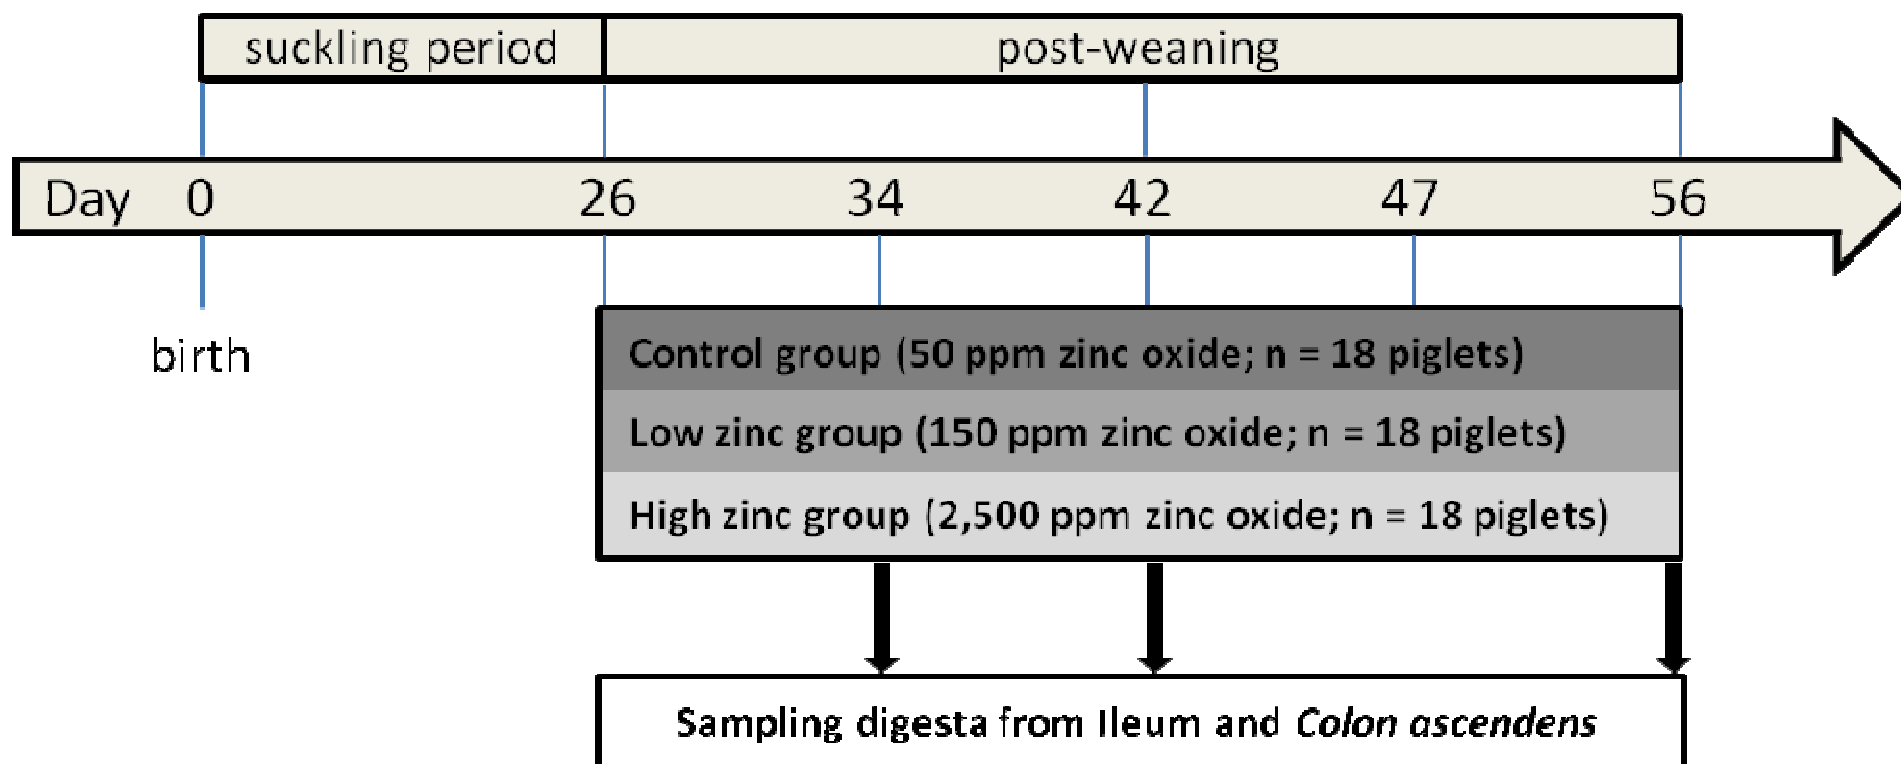 suckling period post-weaning
Day 0 26 34 42 47 56
birth
Control group (50 ppm zinc oxide; n = 18 piglets)
Low zinc group (150 ppm zinc oxide; n = 18 piglets)
High zinc group (2,500 ppm zinc oxide; n = 18 piglets)
Sampling digesta from Ileum and Colon ascendens